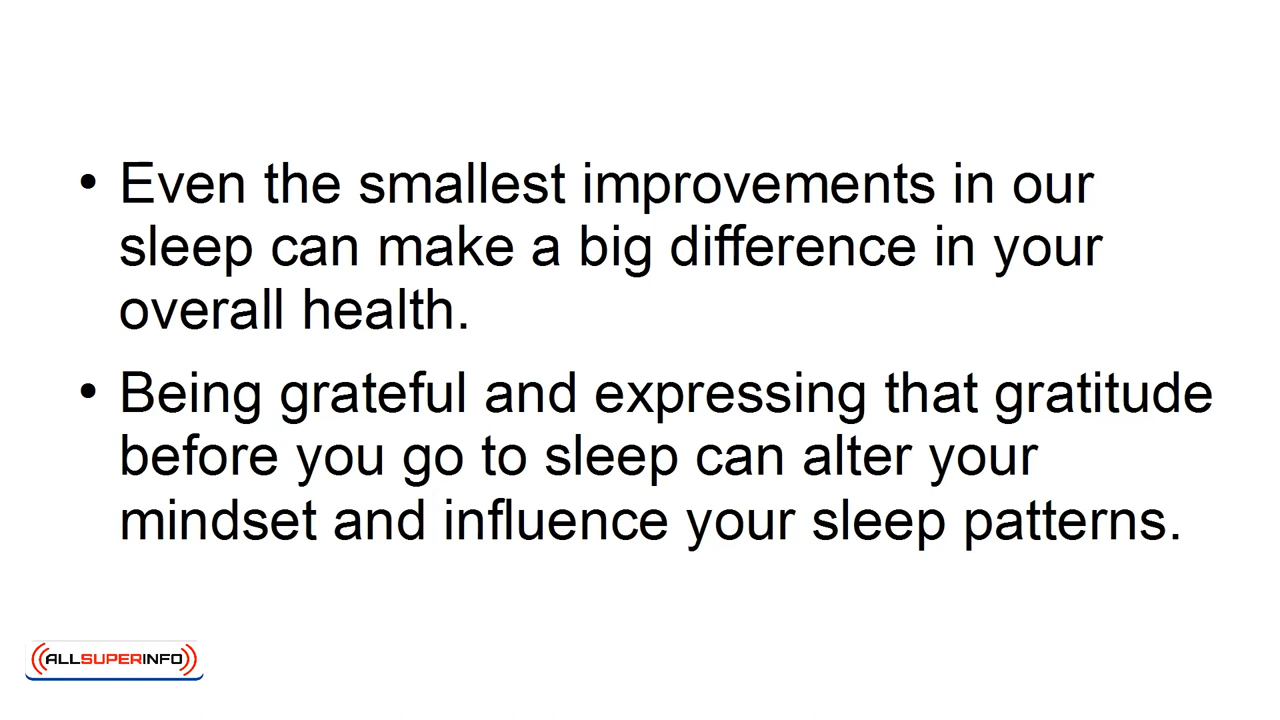 • Even the smallest improvements in our
sleep can make a big difference in your
overall health.
• Being grateful and expressing that gratitude
before you go to sleep can alter your
mindset and influence your sleep patterns.
((ALLSUPERINFO))